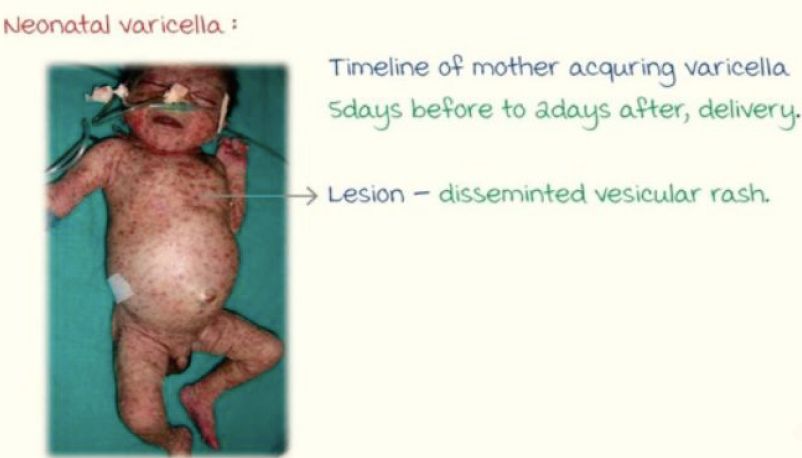 Neonatal varicella :
Timeline of mother acquring varicella
5days before to 2days after, delivery.
Lesion – disseminted vesicular rash.